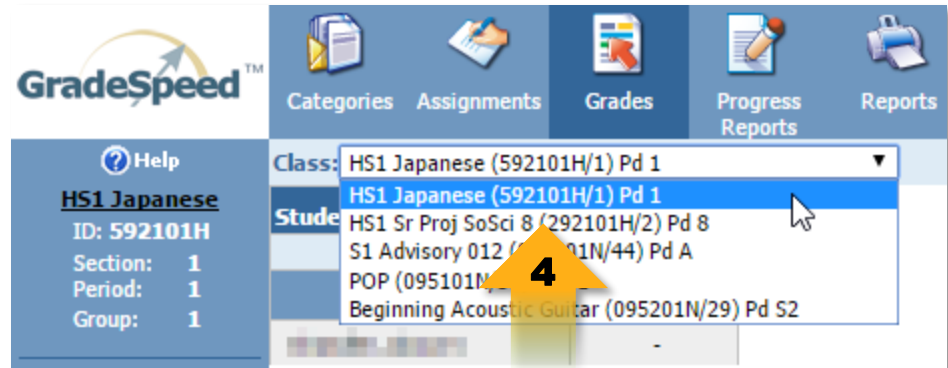 GradeSpeed™
Categories
Assignments
Grades
Progress
Reports
Reports
Help
HS1 Japanese
ID: 592101H
Section: 1
Period: 1
Group: 1
Class: HS1 Japanese (592101H/1) Pd 1
HS1 Japanese (592101H/1) Pd 1
HS1 Sr Proj SoSci 8 (292101H/2) Pd 8
S1 Advisory 012 ( 01N/44) Pd A
POP (095101N/
Beginning Acoustic Guitar (095201N/29) Pd S2
Stude
4
-